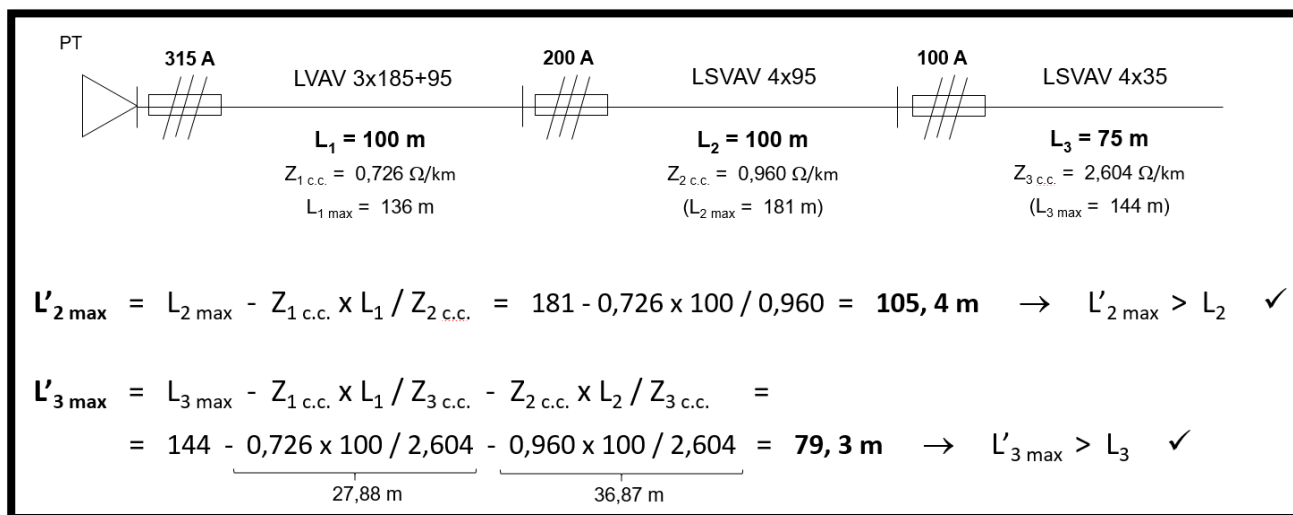 PT
315 A
LVAV 3x185+95
200 A
LSVAV 4x95
100 A
LSVAV 4x35
L1 = 100 m
Z1 c.c. = 0,726 Ω/km
L1 max = 136 m
L2 = 100 m
Z2 c.c. = 0,960 Ω/km
(L2 max = 181 m)
L3 = 75 m
Z3 c.c. = 2,604 Ω/km
(L3 max = 144 m)
L'2 max = L2 max - Z1 c.c. x L1 / Z2 c.c. = 181 - 0,726 x 100 / 0,960 = 105, 4 m → L'2 max > L2 ✓
L'3 max = L3 max - Z1 c.c. x L1 / Z3 c.c. - Z2 c.c. x L2 / Z3 c.c. =
= 144 - 0,726 x 100 / 2,604 - 0,960 x 100 / 2,604 = 79, 3 m → L'3 max > L3 ✓
27,88 m 36,87 m